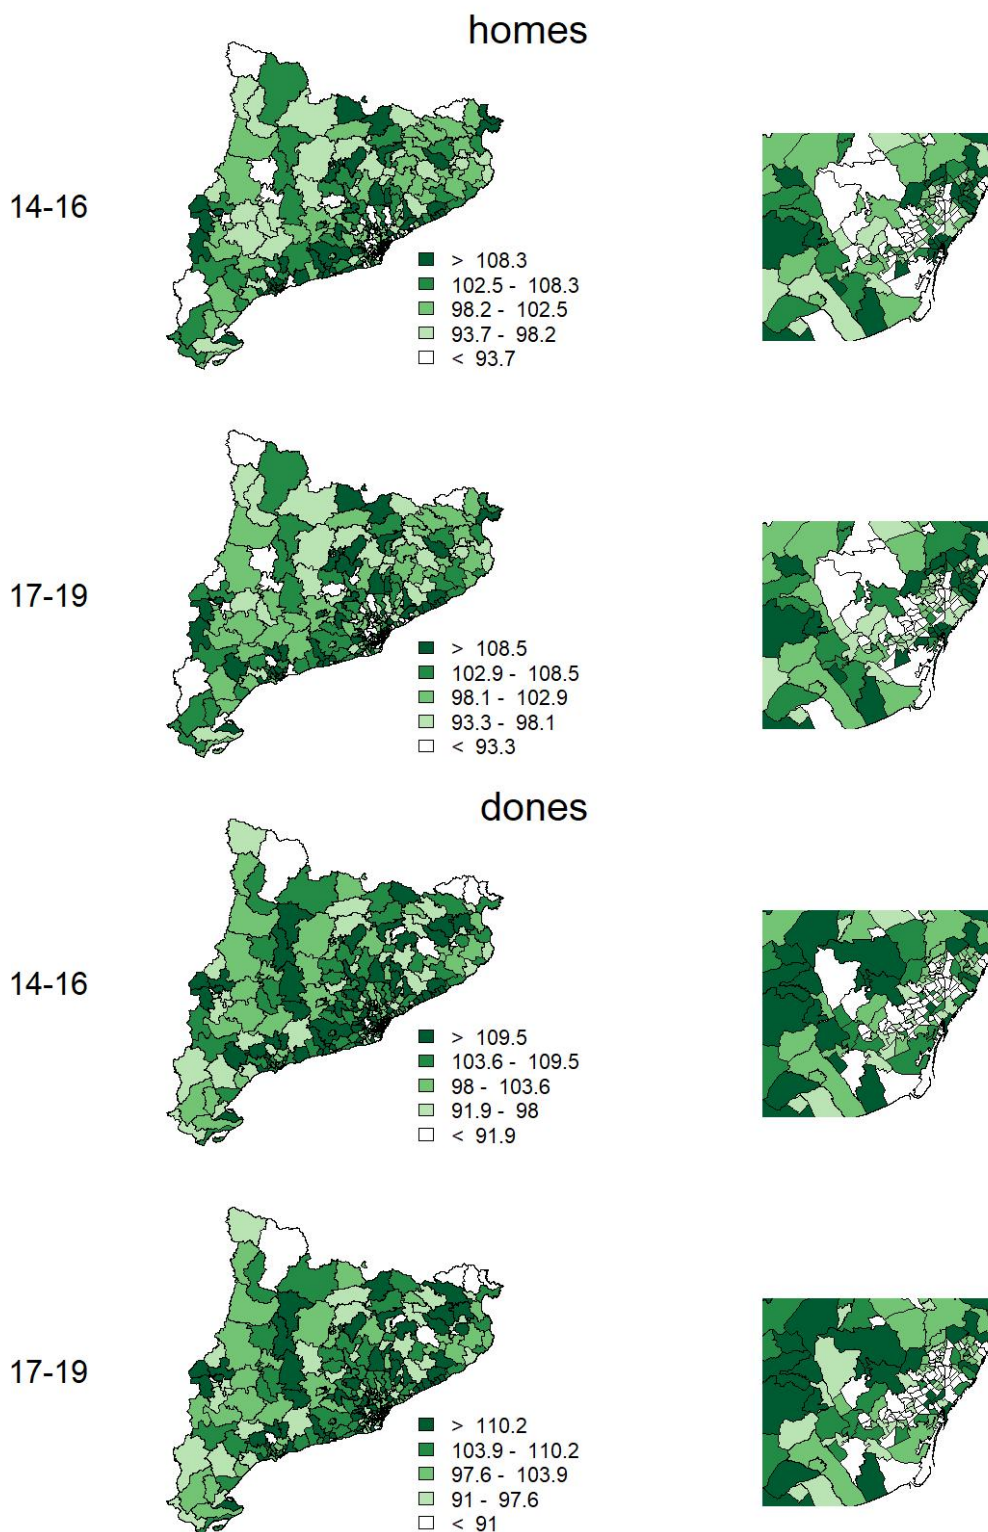 homes
14-16
> 108.3
102.5 - 108.3
98.2 - 102.5
93.7 - 98.2
< 93.7
17-19
> 108.5
102.9 - 108.5
98.1 - 102.9
93.3 - 98.1
< 93.3
dones
14-16
> 109.5
103.6 - 109.5
98 - 103.6
91.9 - 98
< 91.9
17-19
> 110.2
103.9 - 110.2
97.6 - 103.9
91 - 97.6
< 91